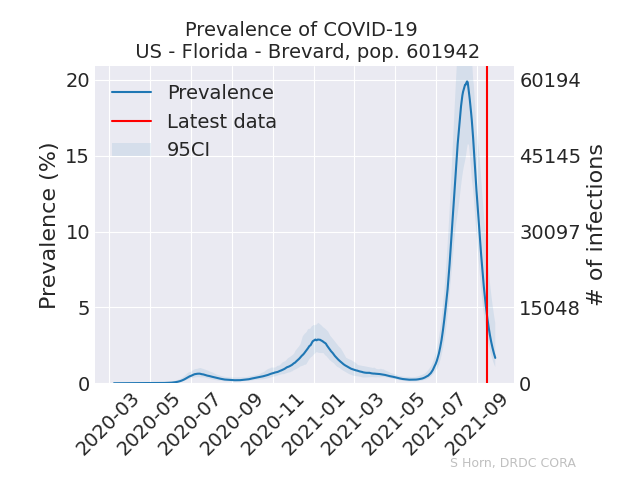 Prevalence of COVID-19
US - Florida - Brevard, pop. 601942
Prevalence
Latest data
95CI
Prevalence (%)
20
15
10
5
0
60194
45145
30097
15048
0
# of infections
2020-03
2020-05
2020-07
2020-09
2020-11
2021-01
2021-03
2021-05
2021-07
2021-09
S Horn, DRDC CORA